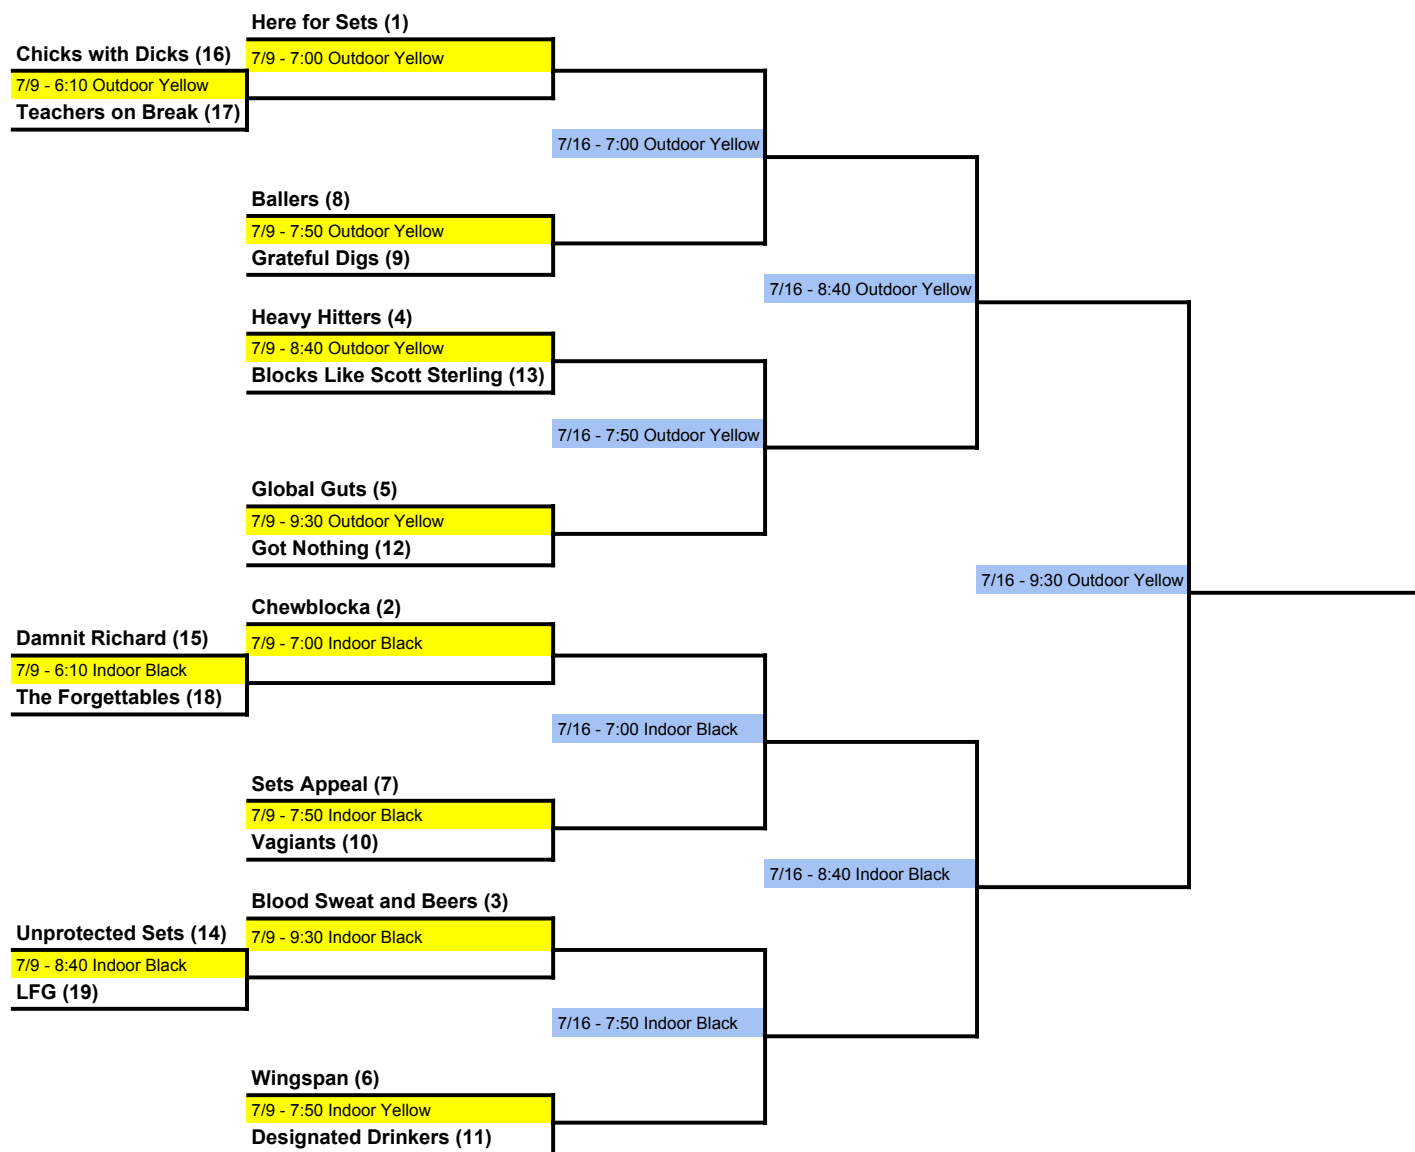 Here for Sets (1)
Chicks with Dicks (16)
7/9 - 7:00 Outdoor Yellow
7/9 - 6:10 Outdoor Yellow
Teachers on Break (17)
7/16 - 7:00 Outdoor Yellow
Ballers (8)
7/9 - 7:50 Outdoor Yellow
Grateful Digs (9)
7/16 - 8:40 Outdoor Yellow
Heavy Hitters (4)
7/9 - 8:40 Outdoor Yellow
Blocks Like Scott Sterling (13)
7/16 - 7:50 Outdoor Yellow
Global Guts (5)
7/9 - 9:30 Outdoor Yellow
Got Nothing (12)
7/16 - 9:30 Outdoor Yellow
Chewblocka (2)
Damnit Richard (15)
7/9 - 7:00 Indoor Black
7/9 - 6:10 Indoor Black
The Forgettables (18)
7/16 - 7:00 Indoor Black
Sets Appeal (7)
7/9 - 7:50 Indoor Black
Vagiants (10)
7/16 - 8:40 Indoor Black
Blood Sweat and Beers (3)
Unprotected Sets (14)
7/9 - 9:30 Indoor Black
7/9 - 8:40 Indoor Black
LFG (19)
7/16 - 7:50 Indoor Black
Wingspan (6)
7/9 - 7:50 Indoor Yellow
Designated Drinkers (11)